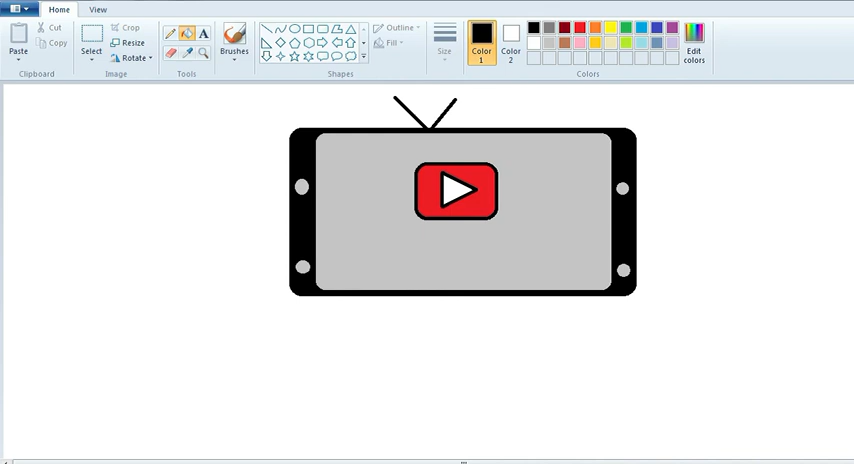 Home View
Paste
Cut
Copy
Clipboard
Select
Crop
Resize
Rotate
Image
A
Tools
Brushes
Shapes
Outline
Fill
Size
Color 1
Color 2
Edit colors
Colors